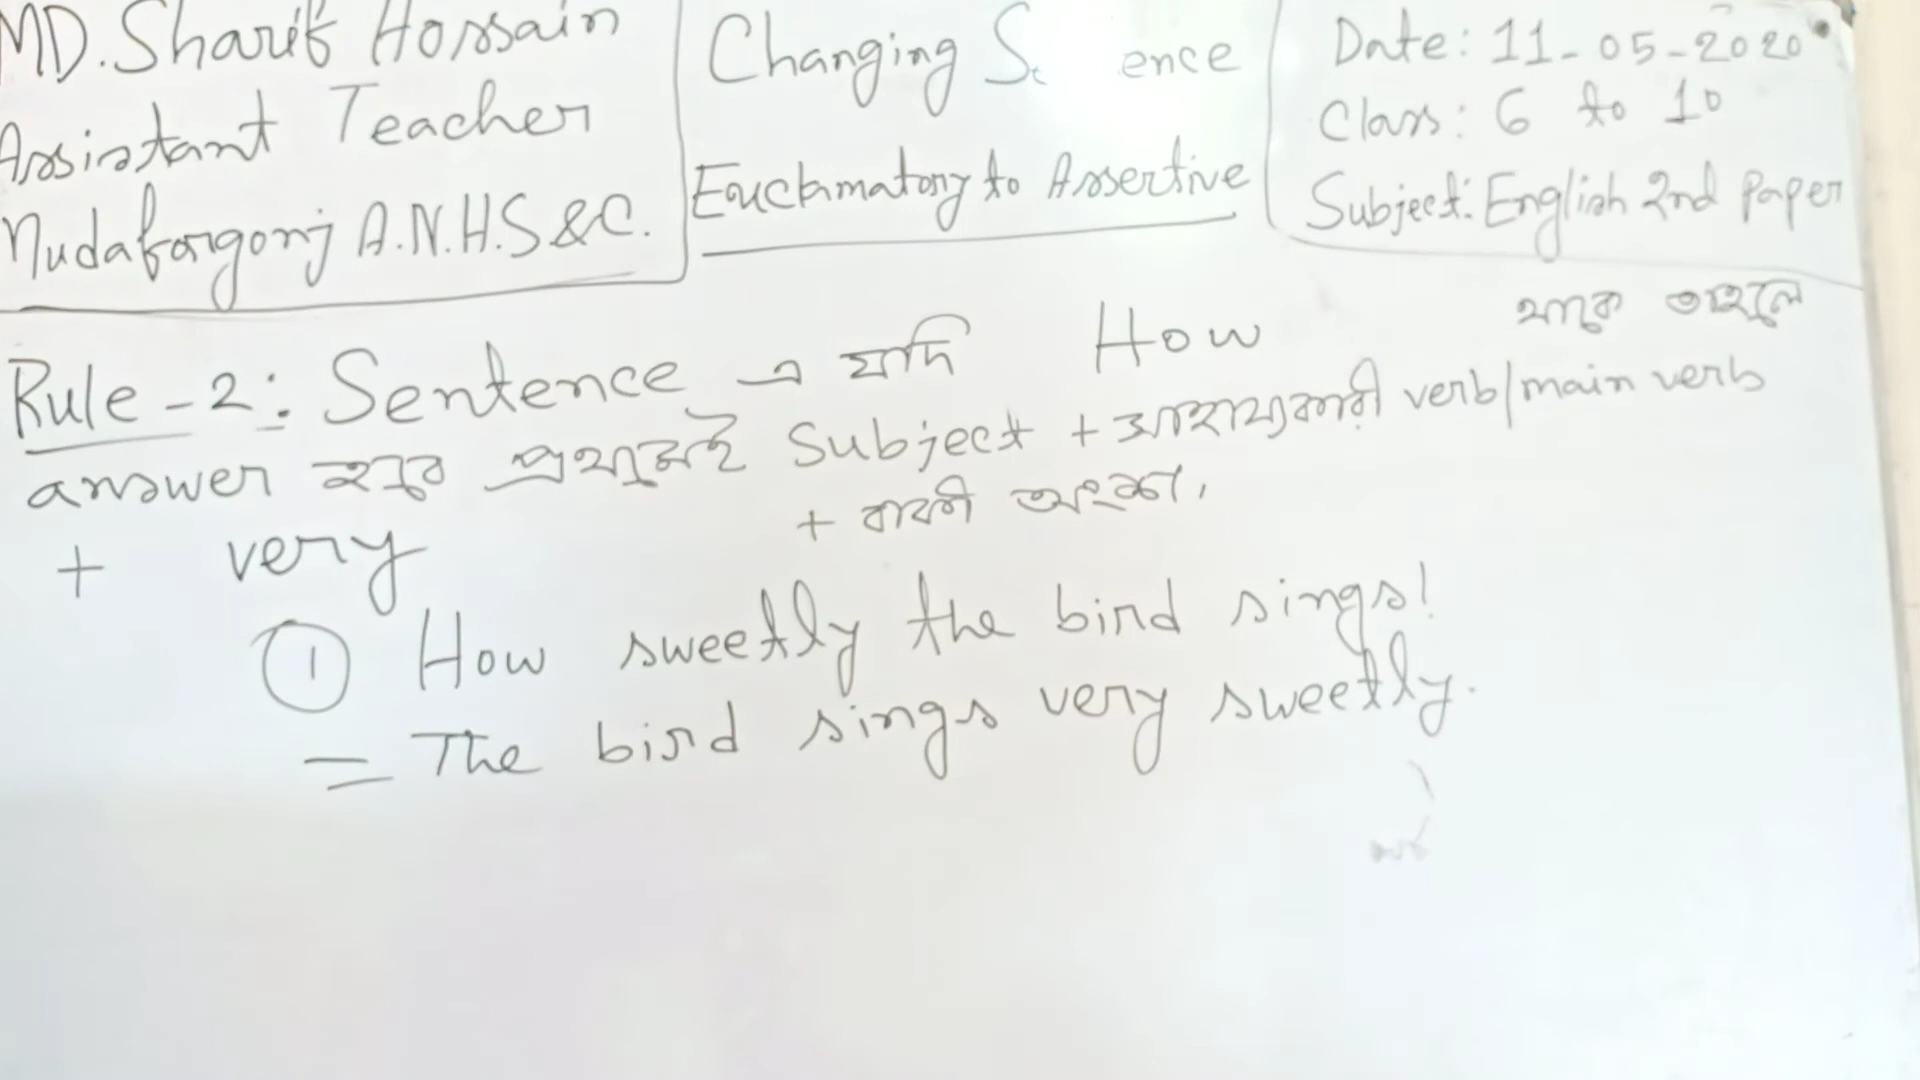 MD. Sharif Hossain
Assistant Teacher
Mudafargonj A.N.H.S &C.
Changing S ence
Exclamatory to Assertive
Date: 11-05-2020
Class: 6 to 10
Subject: English 2nd Paper
Rule-2: Sentence এ যদি How থাকে তাহলে
answer হবে প্রথমেই Subject + সাহায্যকারী verb/main verb
+ very + বাকী অংশ,
① How sweetly the bird sings!
= The bird sings very sweetly.